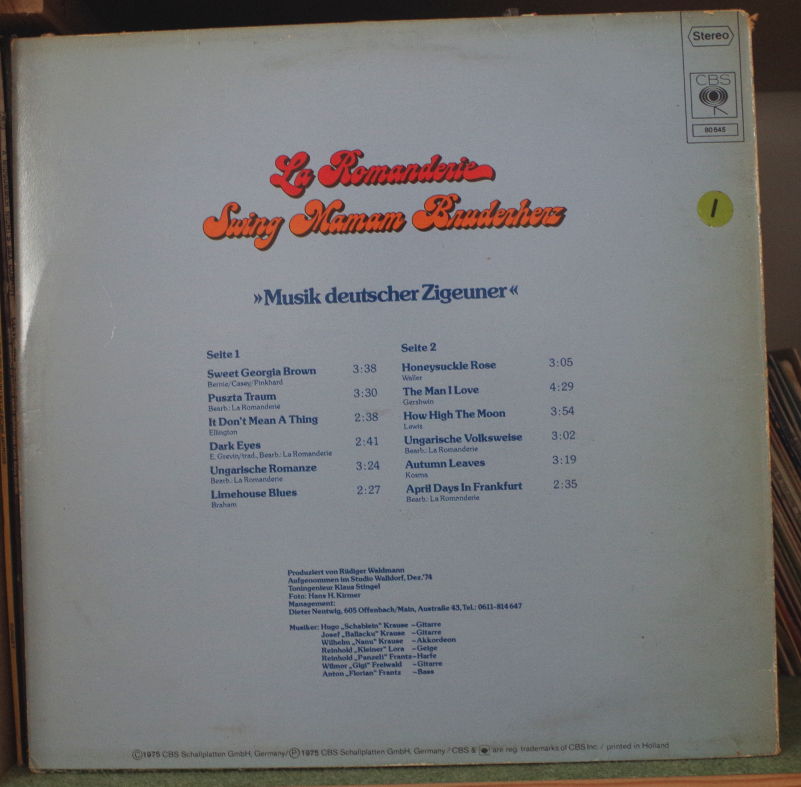 Stereo
CBS
80645
La Romanderie
Swing Mamam Bruderherz
1
»Musik deutscher Zigeuner«
Seite 1
Sweet Georgia Brown 3:38
Bernie/Casey/Pinkhard
Puszta Traum 3:30
Bearb.: La Romanderie
It Don't Mean A Thing 2:38
Ellington
Dark Eyes 2:41
E. Grevin/trad., Bearb.: La Romanderie
Ungarische Romanze 3:24
Bearb.: La Romanderie
Limehouse Blues 2:27
Braham
Seite 2
Honeysuckle Rose 3:05
Waller
The Man I Love 4:29
Gershwin
How High The Moon 3:54
Lewis
Ungarische Volksweise 3:02
Bearb.: La Romanderie
Autumn Leaves 3:19
Kosma
April Days In Frankfurt 2:35
Bearb.: La Romanderie
Produziert von Rüdiger Waldmann
Aufgenommen im Studio Walldorf, Dez.'74
Toningenieur Klaus Stingel
Foto: Hans H. Kirmer
Management:
Dieter Nentwig, 605 Offenbach/Main, Australie 43, Tel.: 0611-814647
Musiker: Hugo „Schablein" Krause –Gitarre
Josef „Ballacku" Krause –Gitarre
Wilhelm „Nanu" Krause –Akkordeon
Reinhold „Kleiner" Lora –Geige
Reinhold „Panzeli" Frantz–Harfe
Wilmor „Gigi" Freiwald –Gitarre
Anton „Florian" Frantz –Bass
©1975 CBS Schallplatten GmbH, Germany/℗1975 CBS Schallplatten GmbH, Germany / CBS & are reg. trademarks of CBS Inc. / printed in Holland